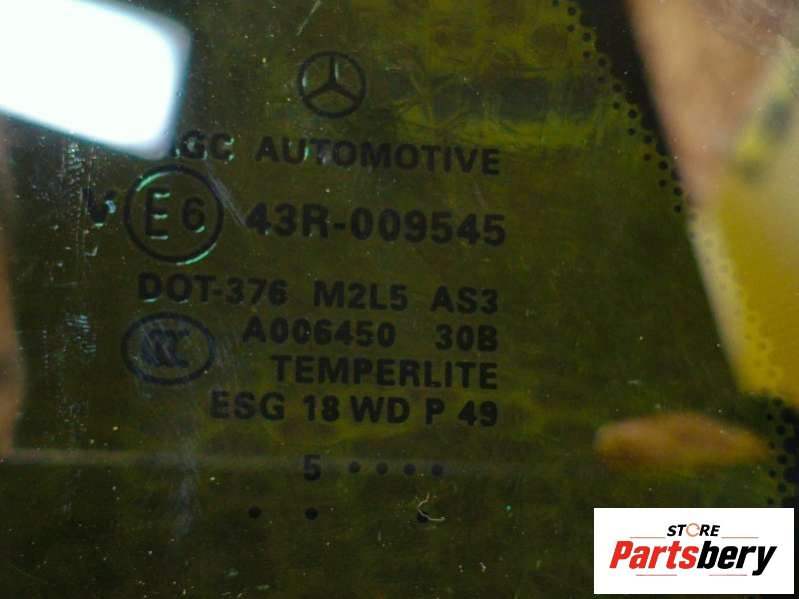 AGC AUTOMOTIVE
V E6 43R-009545
DOT-376 M2L5 AS3
CCC A006450 30B
TEMPERLITE
ESG 18 WD P 49
5 ••••
• • •
STORE
Partsbery